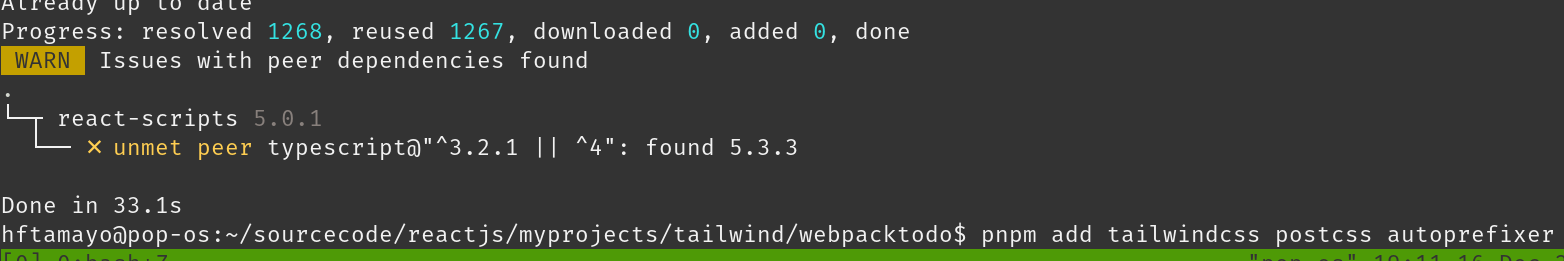 Already up to date
Progress: resolved 1268, reused 1267, downloaded 0, added 0, done
WARN Issues with peer dependencies found
.
└─┬ react-scripts 5.0.1
  └── ✕ unmet peer typescript@"^3.2.1 || ^4": found 5.3.3
Done in 33.1s
hftamayo@pop-os:~/sourcecode/reactjs/myprojects/tailwind/webpacktodo$ pnpm add tailwindcss postcss autoprefixer